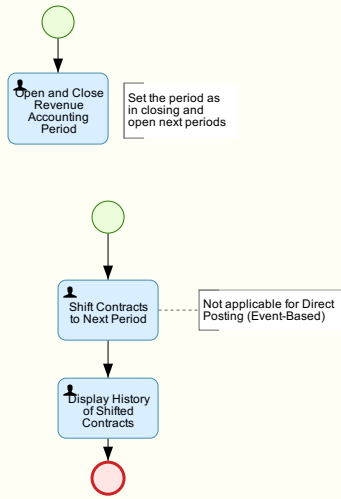 Open and Close
Revenue
Accounting
Period
Set the period as
in closing and
open next periods
Shift Contracts
to Next Period
Not applicable for Direct
Posting (Event-Based)
Display History
of Shifted
Contracts